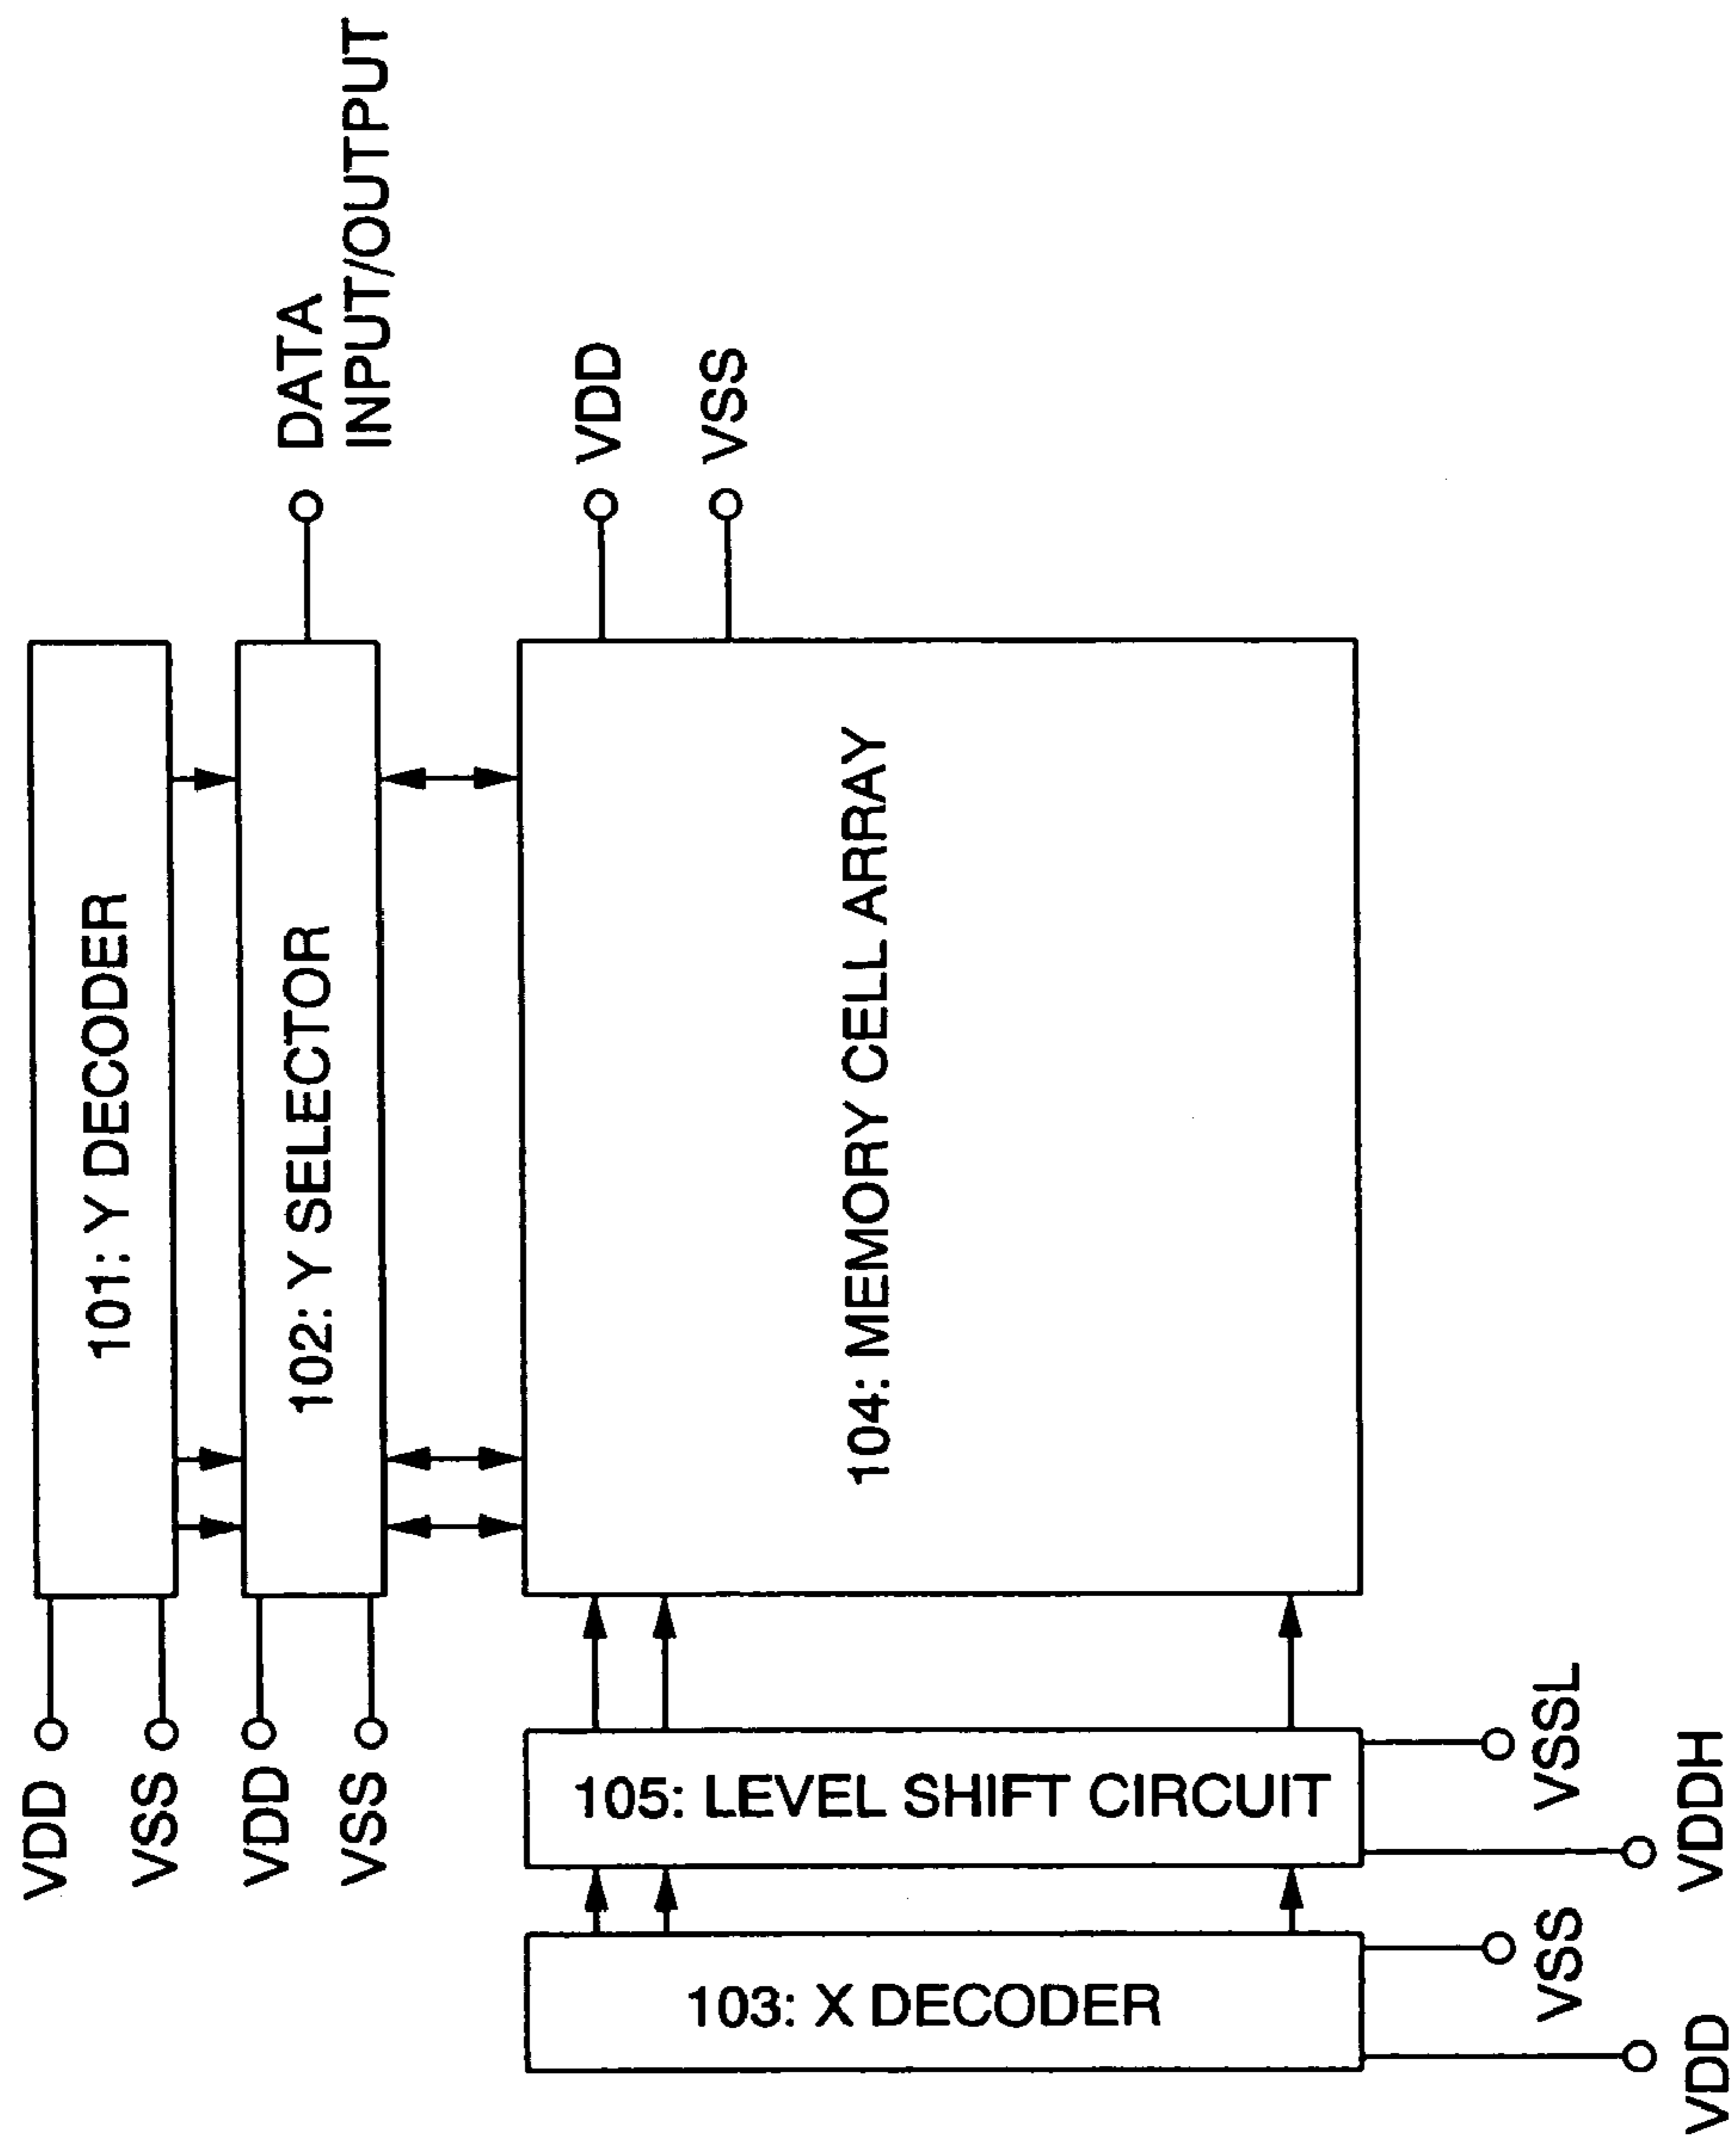 101: Y DECODER
102: Y SELECTOR
104: MEMORY CELL ARRAY
105: LEVEL SHIFT CIRCUIT
103: X DECODER
DATA
INPUT/OUTPUT
VDD
VSS
VDD
VSS
VDD
VSS
VSSL
VDDH
VSS
VDD